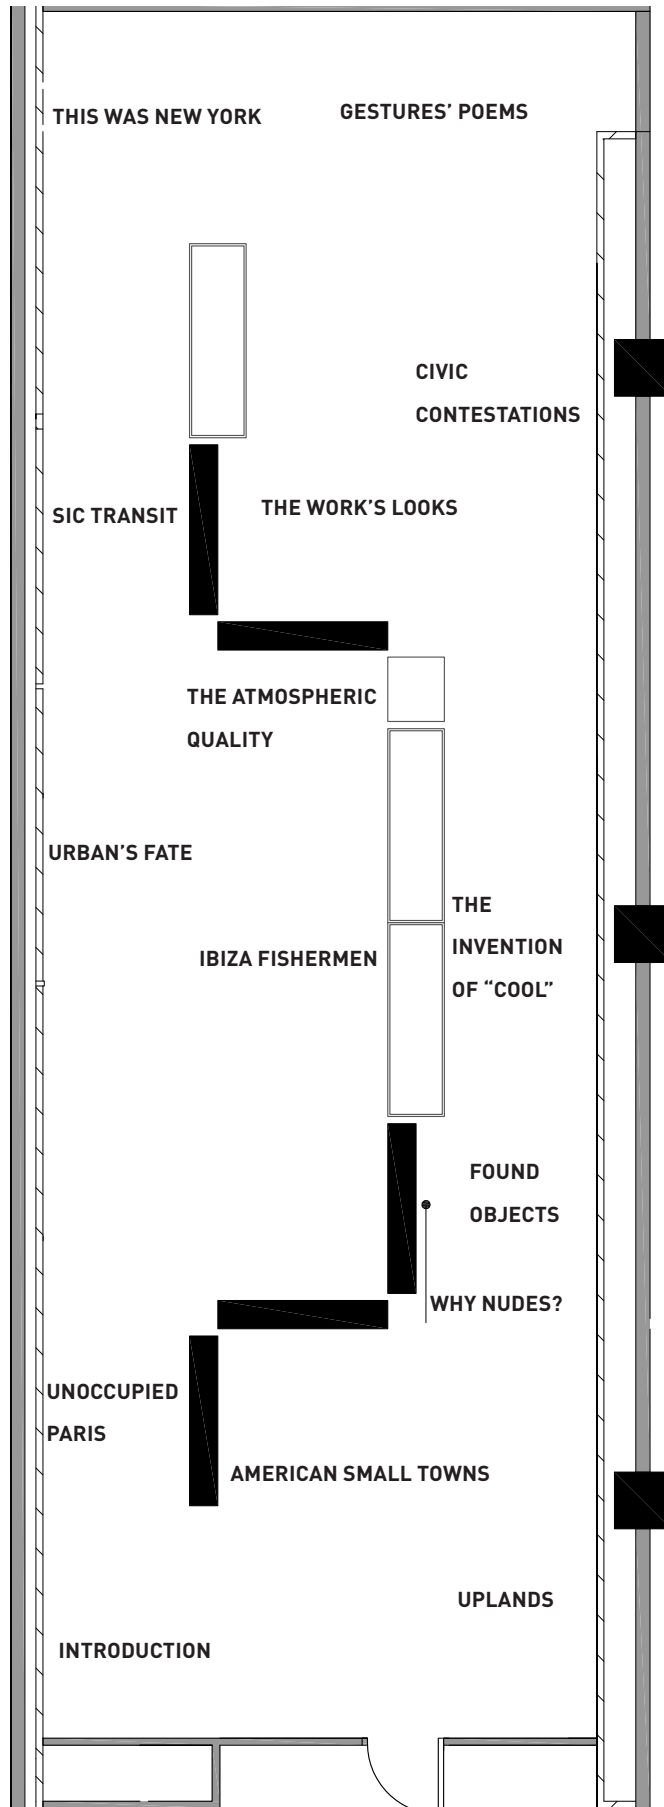 THIS WAS NEW YORK
GESTURES’ POEMS
CIVIC
CONTESTATIONS
SIC TRANSIT
THE WORK’S LOOKS
THE ATMOSPHERIC
QUALITY
URBAN’S FATE
THE
INVENTION
OF “COOL”
IBIZA FISHERMEN
FOUND
OBJECTS
WHY NUDES?
UNOCCUPIED
PARIS
AMERICAN SMALL TOWNS
UPLANDS
INTRODUCTION